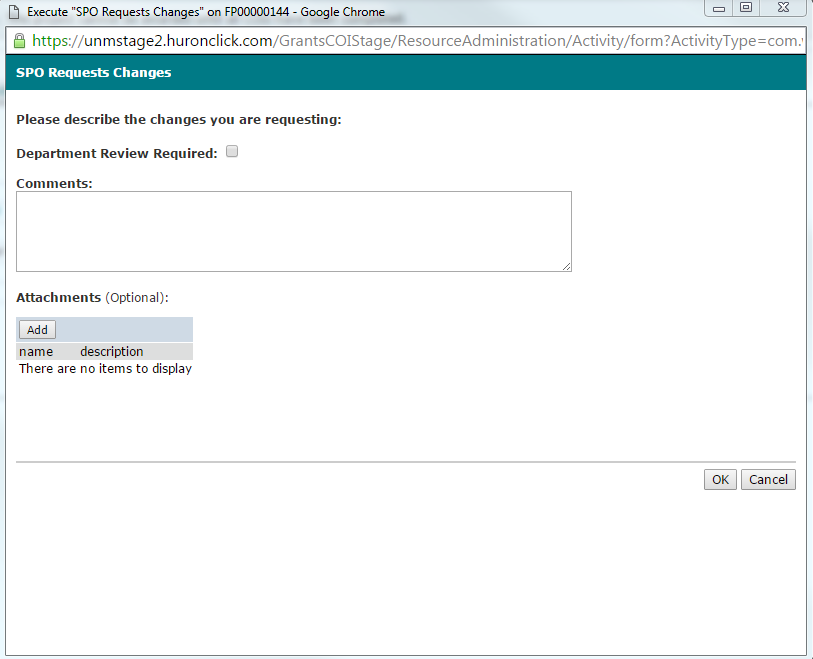 Execute "SPO Requests Changes" on FP00000144 - Google Chrome
https://unmstage2.huronclick.com/GrantsCOIStage/ResourceAdministration/Activity/form?ActivityType=com.
SPO Requests Changes
Please describe the changes you are requesting:
Department Review Required:
Comments:
Attachments (Optional):
Add
name description
There are no items to display
OK Cancel